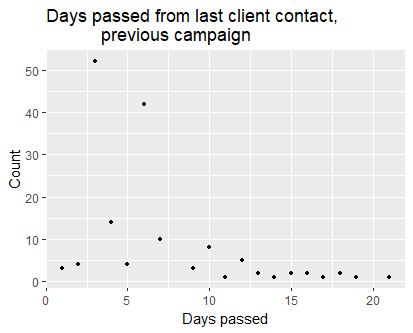 Days passed from last client contact,
previous campaign
50
40
30
20
10
0
Count
0 5 10 15 20
Days passed